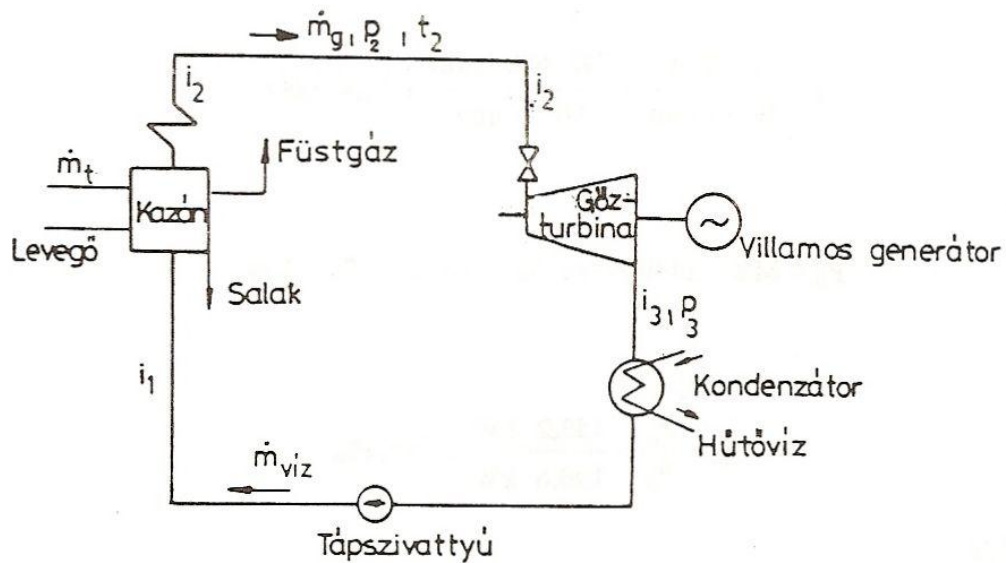 ṁg, p2, t2
i2
i2
Füstgáz
ṁt
Kazán
Gőz-
turbina
~
Levegő
Villamos generátor
Salak
i3, p3
i1
Kondenzátor
Hűtővíz
ṁvíz
Tápszivattyú